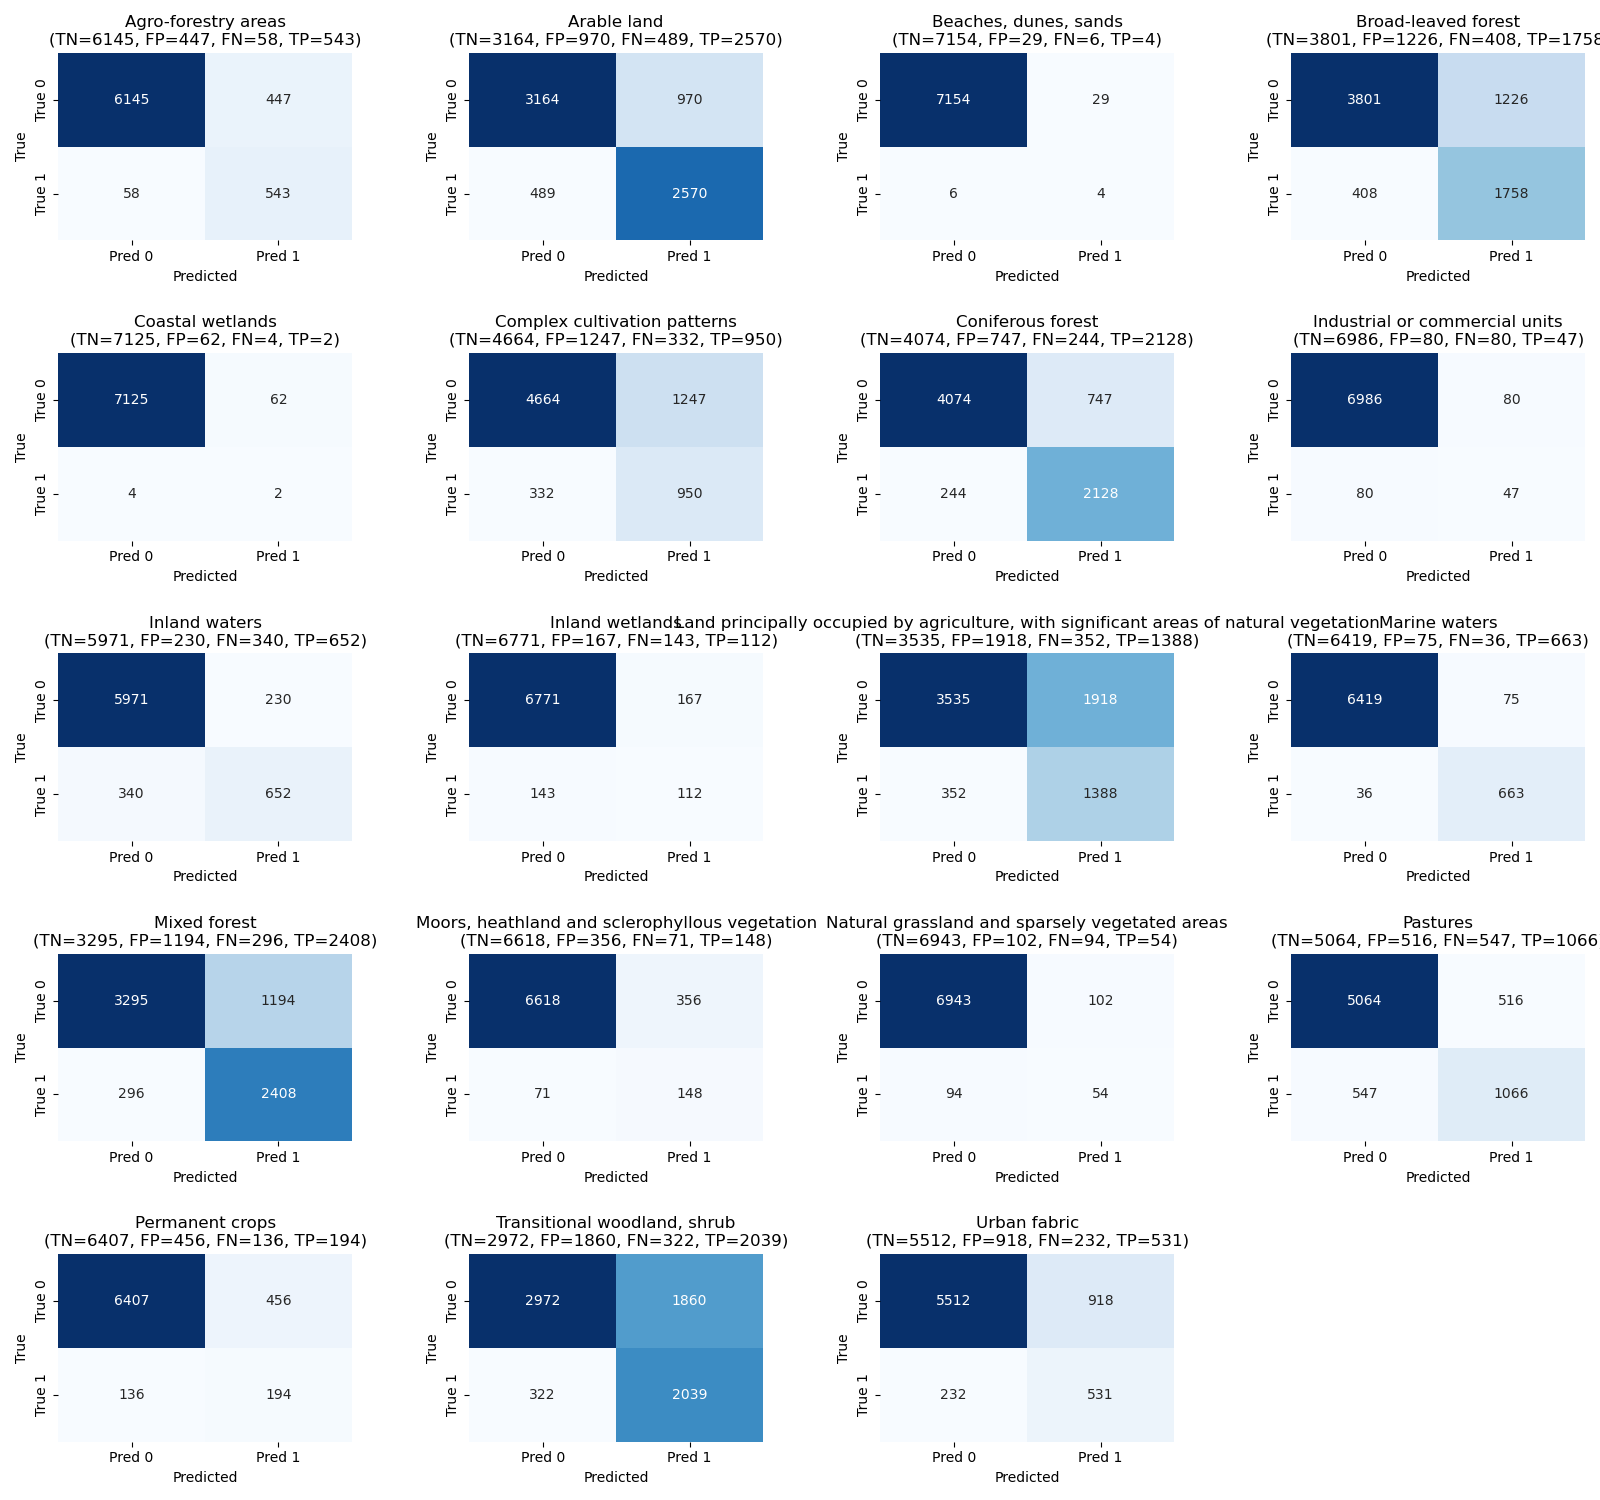 Agro-forestry areas
(TN=6145, FP=447, FN=58, TP=543)
True 0
6145
447
True
True 1
58
543
Pred 0
Pred 1
Predicted
Arable land
(TN=3164, FP=970, FN=489, TP=2570)
True 0
3164
970
True
True 1
489
2570
Pred 0
Pred 1
Predicted
Beaches, dunes, sands
(TN=7154, FP=29, FN=6, TP=4)
True 0
7154
29
True
True 1
6
4
Pred 0
Pred 1
Predicted
Broad-leaved forest
(TN=3801, FP=1226, FN=408, TP=1758
True 0
3801
1226
True
True 1
408
1758
Pred 0
Pred 1
Predicted
Coastal wetlands
(TN=7125, FP=62, FN=4, TP=2)
True 0
7125
62
True
True 1
4
2
Pred 0
Pred 1
Predicted
Complex cultivation patterns
(TN=4664, FP=1247, FN=332, TP=950)
True 0
4664
1247
True
True 1
332
950
Pred 0
Pred 1
Predicted
Coniferous forest
(TN=4074, FP=747, FN=244, TP=2128)
True 0
4074
747
True
True 1
244
2128
Pred 0
Pred 1
Predicted
Industrial or commercial units
(TN=6986, FP=80, FN=80, TP=47)
True 0
6986
80
True
True 1
80
47
Pred 0
Pred 1
Predicted
Inland waters
(TN=5971, FP=230, FN=340, TP=652)
True 0
5971
230
True
True 1
340
652
Pred 0
Pred 1
Predicted
Inland wetlands
(TN=6771, FP=167, FN=143, TP=112)
True 0
6771
167
True
True 1
143
112
Pred 0
Pred 1
Predicted
Land principally occupied by agriculture, with significant areas of natural vegetation
(TN=3535, FP=1918, FN=352, TP=1388)
True 0
3535
1918
True
True 1
352
1388
Pred 0
Pred 1
Predicted
Marine waters
(TN=6419, FP=75, FN=36, TP=663)
True 0
6419
75
True
True 1
36
663
Pred 0
Pred 1
Predicted
Mixed forest
(TN=3295, FP=1194, FN=296, TP=2408)
True 0
3295
1194
True
True 1
296
2408
Pred 0
Pred 1
Predicted
Moors, heathland and sclerophyllous vegetation
(TN=6618, FP=356, FN=71, TP=148)
True 0
6618
356
True
True 1
71
148
Pred 0
Pred 1
Predicted
Natural grassland and sparsely vegetated areas
(TN=6943, FP=102, FN=94, TP=54)
True 0
6943
102
True
True 1
94
54
Pred 0
Pred 1
Predicted
Pastures
(TN=5064, FP=516, FN=547, TP=1066
True 0
5064
516
True
True 1
547
1066
Pred 0
Pred 1
Predicted
Permanent crops
(TN=6407, FP=456, FN=136, TP=194)
True 0
6407
456
True
True 1
136
194
Pred 0
Pred 1
Predicted
Transitional woodland, shrub
(TN=2972, FP=1860, FN=322, TP=2039)
True 0
2972
1860
True
True 1
322
2039
Pred 0
Pred 1
Predicted
Urban fabric
(TN=5512, FP=918, FN=232, TP=531)
True 0
5512
918
True
True 1
232
531
Pred 0
Pred 1
Predicted